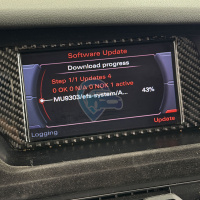 Software Update
Download progress
Step 1/1 Updates 4
0 OK 0 N/A 0 NOK 1 active
MU9303/efs-system/A... 43%
Update
Logging